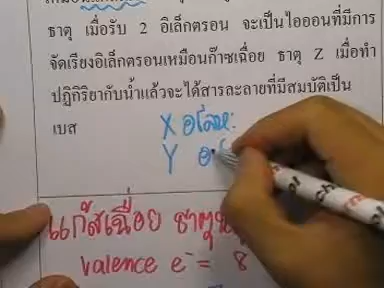 ธาตุ เมื่อรับ 2 อิเล็กตรอน จะเป็นไอออนที่มีการ
จัดเรียงอิเล็กตรอนเหมือนก๊าซเฉื่อย ธาตุ Z เมื่อทำ
ปฏิกิริยากับน้ำแล้วจะได้สารละลายที่มีสมบัติเป็น
เบส
X อโลหะ
Y
แก๊สเฉื่อย
valence e⁻ = 8